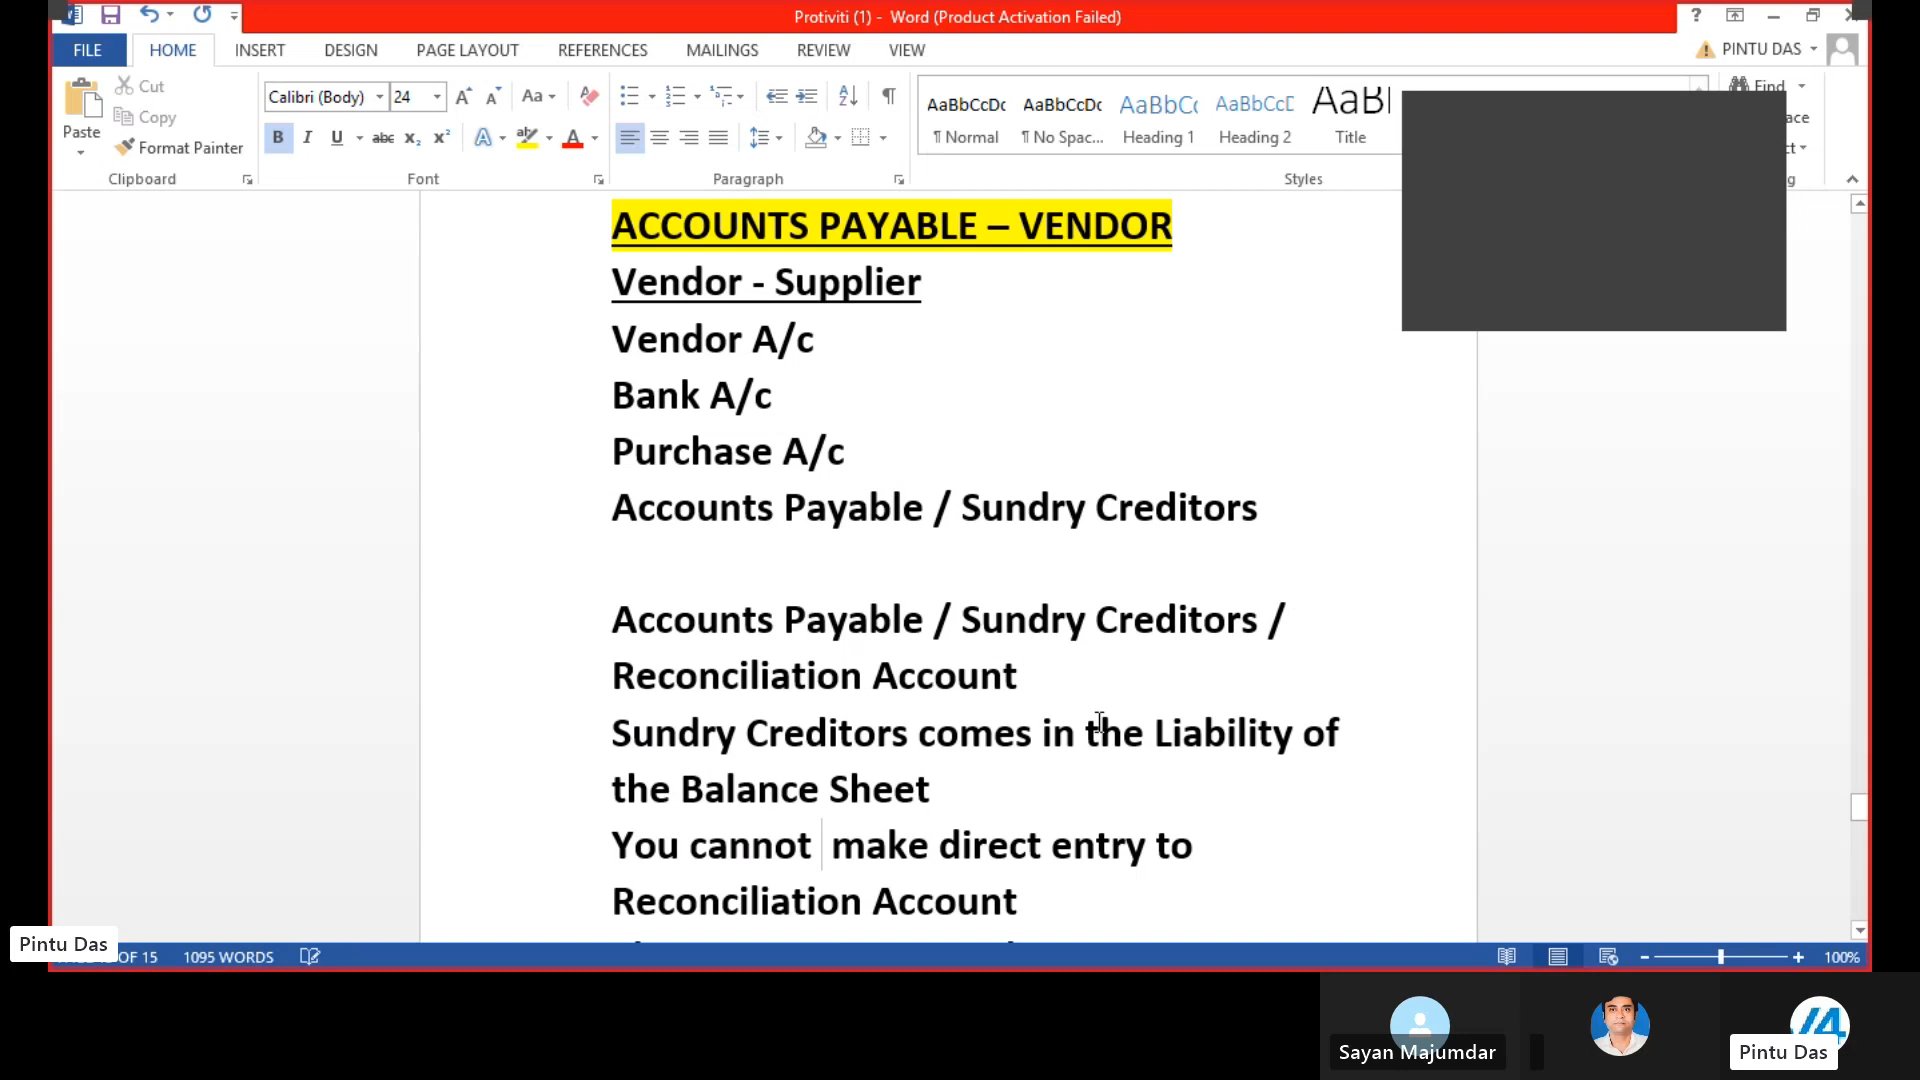 Protiviti (1) - Word (Product Activation Failed)
FILE HOME INSERT DESIGN PAGE LAYOUT REFERENCES MAILINGS REVIEW VIEW PINTU DAS
Cut
Copy
Paste
Format Painter
Clipboard
Calibri (Body) 24
Font
Paragraph
AaBbCcDc AaBbCcDc AaBbC AaBbCcD AaB
¶ Normal ¶ No Spac... Heading 1 Heading 2 Title
Styles
Find
ACCOUNTS PAYABLE – VENDOR
Vendor - Supplier
Vendor A/c
Bank A/c
Purchase A/c
Accounts Payable / Sundry Creditors
Accounts Payable / Sundry Creditors /
Reconciliation Account
Sundry Creditors comes in the Liability of
the Balance Sheet
You cannot make direct entry to
Reconciliation Account
Pintu Das
OF 15 1095 WORDS 100%
Sayan Majumdar
Pintu Das